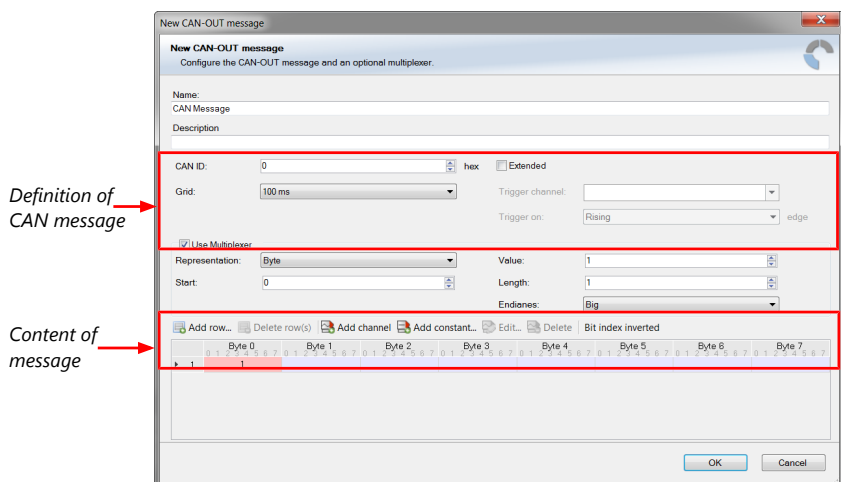 New CAN-OUT message
New CAN-OUT message
Configure the CAN-OUT message and an optional multiplexer.
Name:
CAN Message
Description
Definition of
CAN message
CAN ID: 0 hex Extended
Grid: 100 ms Trigger channel:
Trigger on: Rising edge
Use Multiplexer
Representation: Byte Value: 1
Start: 0 Length: 1
Endianes: Big
Content of
message
Add row... Delete row(s) Add channel Add constant... Edit... Delete Bit index inverted
Byte 0 Byte 1 Byte 2 Byte 3 Byte 4 Byte 5 Byte 6 Byte 7
0 1 2 3 4 5 6 7 0 1 2 3 4 5 6 7 0 1 2 3 4 5 6 7 0 1 2 3 4 5 6 7 0 1 2 3 4 5 6 7 0 1 2 3 4 5 6 7 0 1 2 3 4 5 6 7 0 1 2 3 4 5 6 7
1 1
OK Cancel